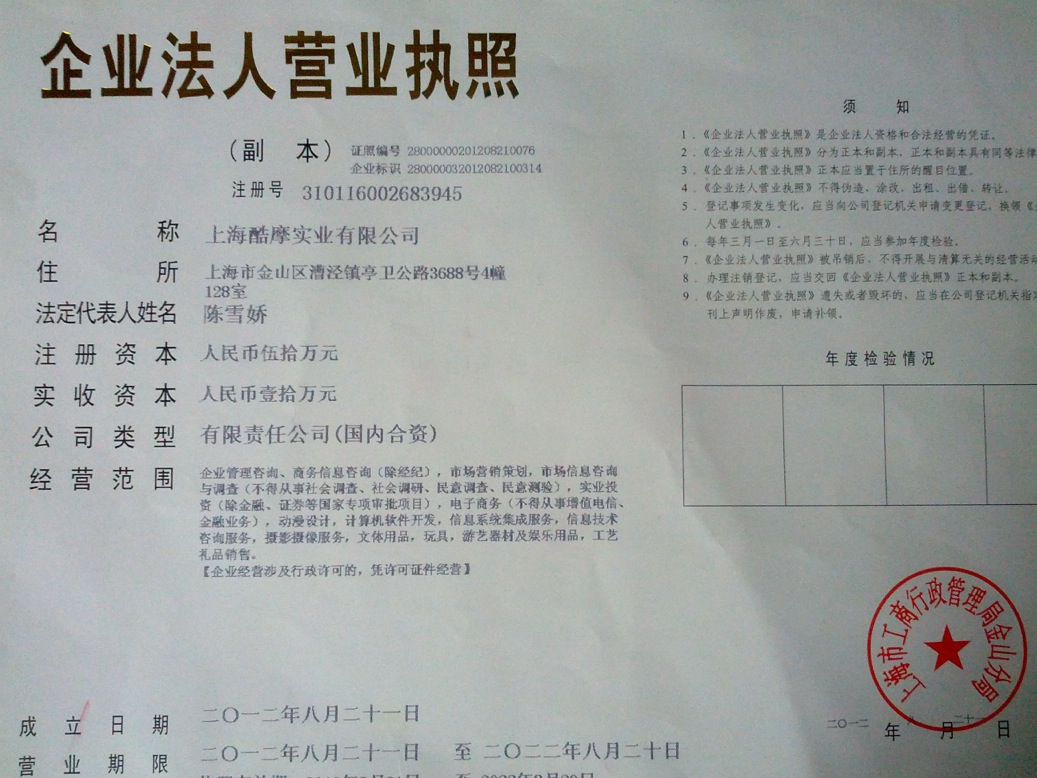 企业法人营业执照
（副 本） 证照编号 28000000201208210076
企业标识 28000003201208210​0314
注册号 310116002683945
名 称 上海酷摩实业有限公司
住 所 上海市金山区漕泾镇亭卫公路3688号4幢
128室
法定代表人姓名 陈雪娇
注 册 资 本 人民币伍拾万元
实 收 资 本 人民币壹拾万元
公 司 类 型 有限责任公司(国内合资)
经 营 范 围 企业管理咨询、商务信息咨询（除经纪），市场营销策划，市场信息咨询
与调查（不得从事社会调查、社会调研、民意调查、民意测验），实业投
资（除金融、证券等国家专项审批项目），电子商务（不得从事增值电信、
金融业务），动漫设计，计算机软件开发，信息系统集成服务，信息技术
咨询服务，摄影摄像服务，文体用品，玩具，游艺器材及娱乐用品，工艺
礼品销售。
【企业经营涉及行政许可的，凭许可证件经营】
成 立 日 期 二〇一二年八月二十一日
营 业 期 限 二〇一二年八月二十一日 至 二〇二二年八月二十日
须 知
1．《企业法人营业执照》是企业法人资格和合法经营的凭证。
2．《企业法人营业执照》分为正本和副本，正本和副本具有同等法律
3．《企业法人营业执照》正本应当置于住所的醒目位置。
4．《企业法人营业执照》不得伪造、涂改、出租、出借、转让。
5．登记事项发生变化，应当向公司登记机关申请变更登记，换领《
人营业执照》。
6．每年三月一日至六月三十日，应当参加年度检验。
7．《企业法人营业执照》被吊销后，不得开展与清算无关的经营活动
8．办理注销登记，应当交回《企业法人营业执照》正本和副本。
9．《企业法人营业执照》遗失或者毁坏的，应当在公司登记机关指
刊上声明作废，申请补领。
年度检验情况
上海市工商行政管理局金山分局
二〇一二 年 八 月 二十一 日